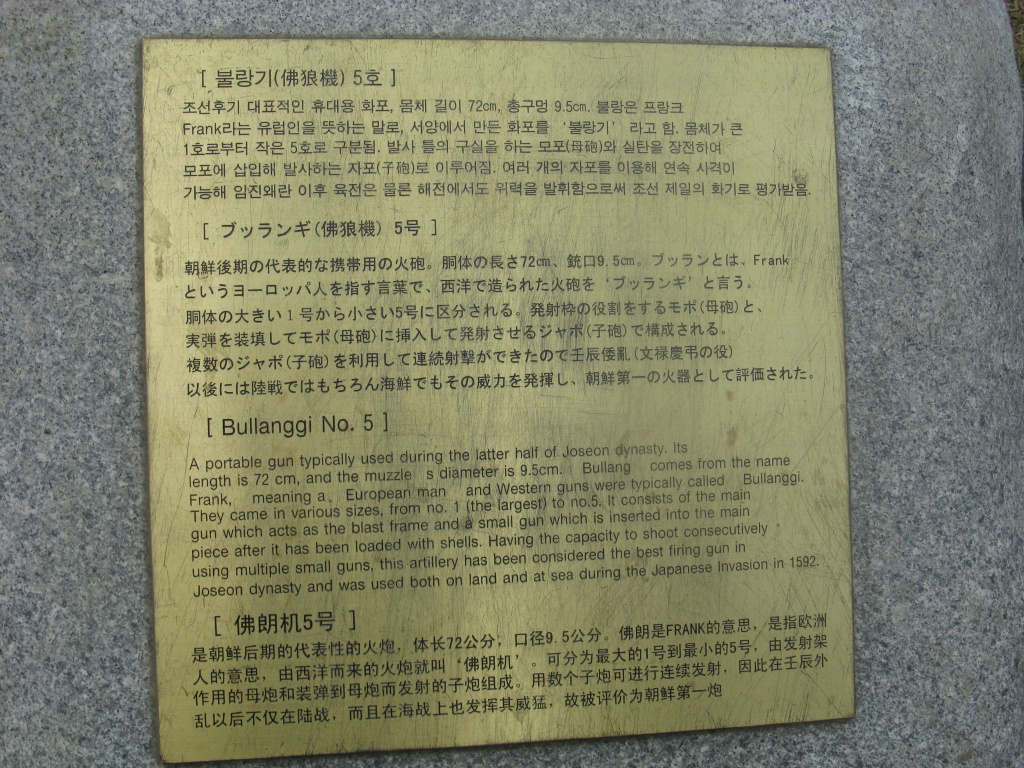 [ 불랑기(佛狼機) 5호 ]
조선후기 대표적인 휴대용 화포, 몸체 길이 72cm, 총구멍 9.5cm. 불랑은 프랑크
Frank라는 유럽인을 뜻하는 말로, 서양에서 만든 화포를 '불랑기' 라고 함. 몸체가 큰
1호로부터 작은 5호로 구분됨. 발사 틀의 구실을 하는 모포(母砲)와 실탄을 장전하여
모포에 삽입해 발사하는 자포(子砲)로 이루어짐. 여러 개의 자포를 이용해 연속 사격이
가능해 임진왜란 이후 육전은 물론 해전에서도 위력을 발휘함으로써 조선 제일의 화기로 평가받음.
[ ブッランギ(佛狼機) 5号 ]
朝鮮後期の代表的な携帯用の火砲。胴体の長さ72cm、銃口9.5cm。ブッランとは、Frank
というヨーロッパ人を指す言葉で、西洋で造られた火砲を‘ブッランギ’と言う。
胴体の大きい1号から小さい5号に区分される。発射枠の役割をするモポ(母砲)と、
実弾を装填してモポ(母砲)に挿入して発射させるジャポ(子砲)で構成される。
複数のジャポ(子砲)を利用して連続射撃ができたので壬辰倭亂(文禄慶弔の役)
以後には陸戦ではもちろん海鮮でもその威力を発揮し、朝鮮第一の火器として評価された。
[ Bullanggi No. 5 ]
A portable gun typically used during the latter half of Joseon dynasty. Its
length is 72 cm, and the muzzle s diameter is 9.5cm. Bullang comes from the name
Frank, meaning a European man and Western guns were typically called Bullanggi.
They came in various sizes, from no. 1 (the largest) to no.5. It consists of the main
gun which acts as the blast frame and a small gun which is inserted into the main
piece after it has been loaded with shells. Having the capacity to shoot consecutively
using multiple small guns, this artillery has been considered the best firing gun in
Joseon dynasty and was used both on land and at sea during the Japanese Invasion in 1592.
[ 佛朗机5号 ]
是朝鲜后期的代表性的火炮，体长72公分，口径9.5公分。佛朗是FRANK的意思，是指欧洲
人的意思，由西洋而来的火炮就叫‘佛朗机’。可分为最大的1号到最小的5号，由发射架
作用的母炮和装弹到母炮而发射的子炮组成。用数个子炮可进行连续发射，因此在壬辰外
乱以后不仅在陆战，而且在海战上也发挥其威猛，故被评价为朝鲜第一炮